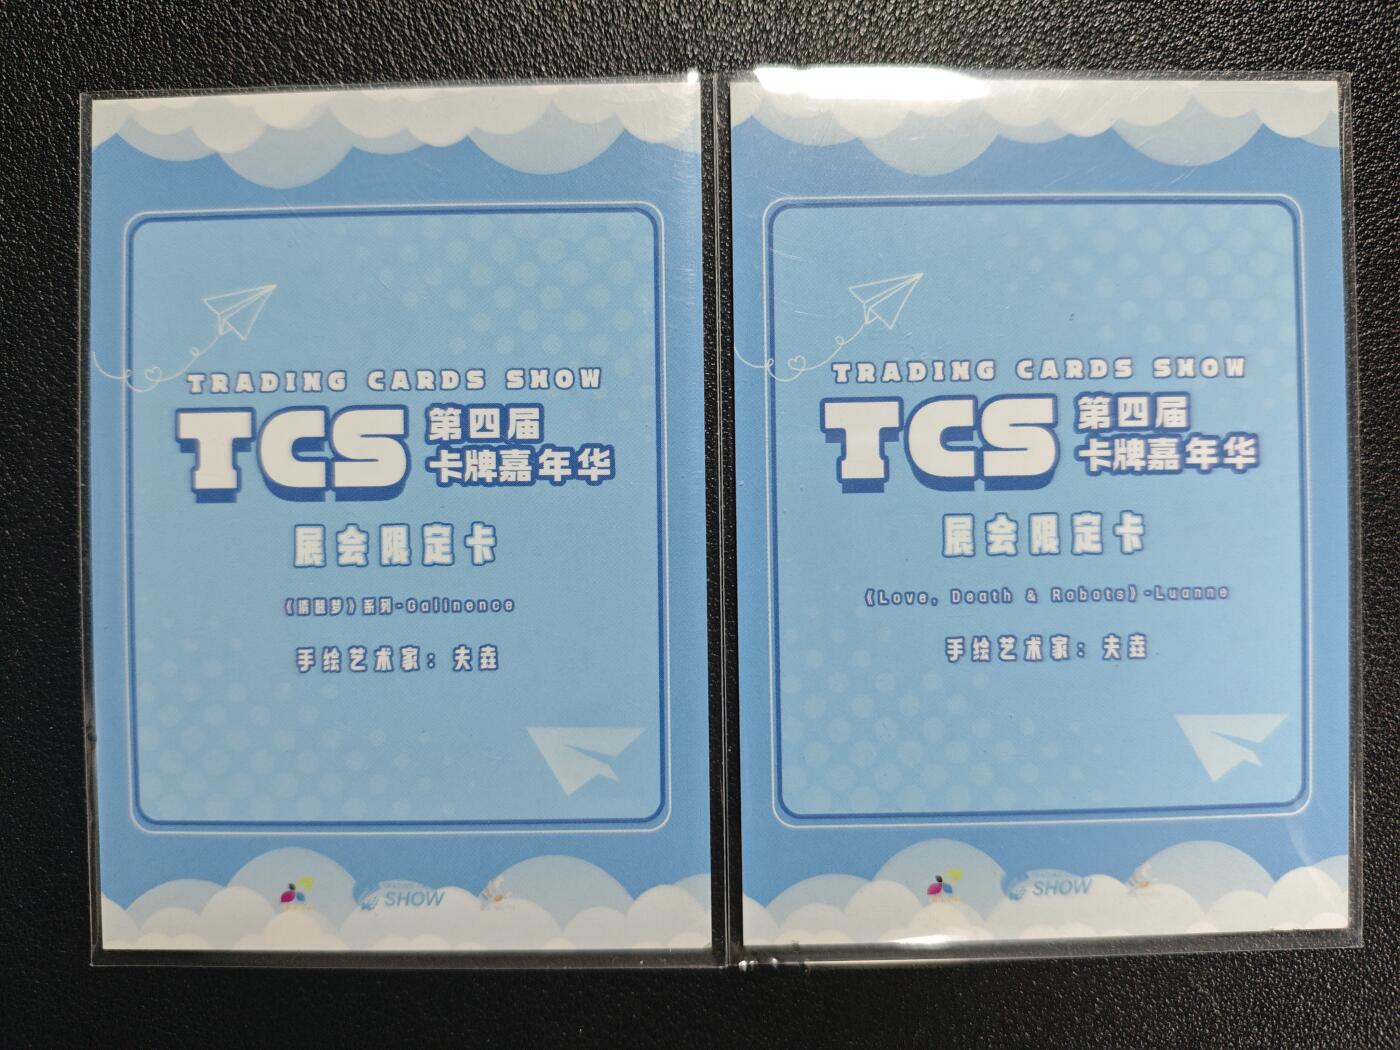 TRADING CARDS SHOW
TCS
第四届
卡牌嘉年华
展会限定卡
系列-Galinence
手绘艺术家：夫垚
SHOW
TRADING CARDS SHOW
TCS
第四届
卡牌嘉年华
展会限定卡
《Love, Death & Robots》-Luanne
手绘艺术家：夫垚
SHOW